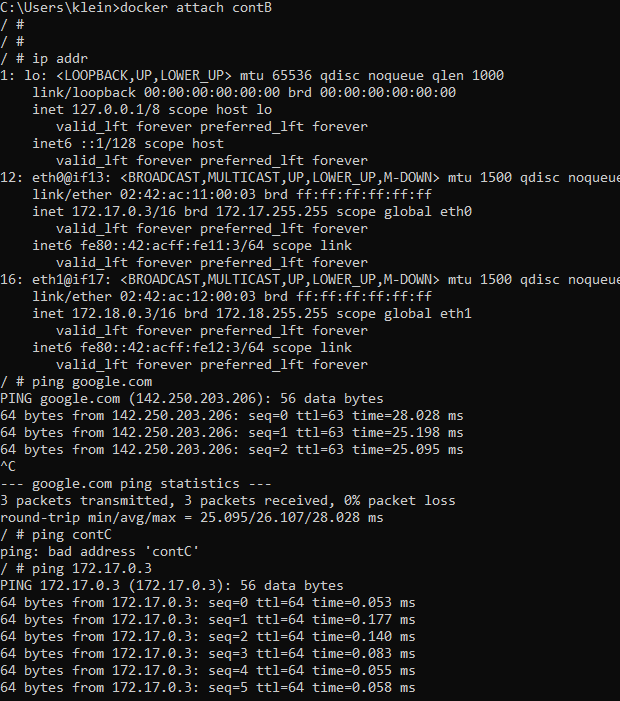 C:\Users\klein>docker attach contB
/ #
/ #
/ # ip addr
1: lo: <LOOPBACK,UP,LOWER_UP> mtu 65536 qdisc noqueue qlen 1000
    link/loopback 00:00:00:00:00:00 brd 00:00:00:00:00:00
    inet 127.0.0.1/8 scope host lo
       valid_lft forever preferred_lft forever
    inet6 ::1/128 scope host
       valid_lft forever preferred_lft forever
12: eth0@if13: <BROADCAST,MULTICAST,UP,LOWER_UP,M-DOWN> mtu 1500 qdisc noqueue
    link/ether 02:42:ac:11:00:03 brd ff:ff:ff:ff:ff:ff
    inet 172.17.0.3/16 brd 172.17.255.255 scope global eth0
       valid_lft forever preferred_lft forever
    inet6 fe80::42:acff:fe11:3/64 scope link
       valid_lft forever preferred_lft forever
16: eth1@if17: <BROADCAST,MULTICAST,UP,LOWER_UP,M-DOWN> mtu 1500 qdisc noqueue
    link/ether 02:42:ac:12:00:03 brd ff:ff:ff:ff:ff:ff
    inet 172.18.0.3/16 brd 172.18.255.255 scope global eth1
       valid_lft forever preferred_lft forever
    inet6 fe80::42:acff:fe12:3/64 scope link
       valid_lft forever preferred_lft forever
/ # ping google.com
PING google.com (142.250.203.206): 56 data bytes
64 bytes from 142.250.203.206: seq=0 ttl=63 time=28.028 ms
64 bytes from 142.250.203.206: seq=1 ttl=63 time=25.198 ms
64 bytes from 142.250.203.206: seq=2 ttl=63 time=25.095 ms
^C
--- google.com ping statistics ---
3 packets transmitted, 3 packets received, 0% packet loss
round-trip min/avg/max = 25.095/26.107/28.028 ms
/ # ping contC
ping: bad address 'contC'
/ # ping 172.17.0.3
PING 172.17.0.3 (172.17.0.3): 56 data bytes
64 bytes from 172.17.0.3: seq=0 ttl=64 time=0.053 ms
64 bytes from 172.17.0.3: seq=1 ttl=64 time=0.177 ms
64 bytes from 172.17.0.3: seq=2 ttl=64 time=0.140 ms
64 bytes from 172.17.0.3: seq=3 ttl=64 time=0.083 ms
64 bytes from 172.17.0.3: seq=4 ttl=64 time=0.055 ms
64 bytes from 172.17.0.3: seq=5 ttl=64 time=0.058 ms